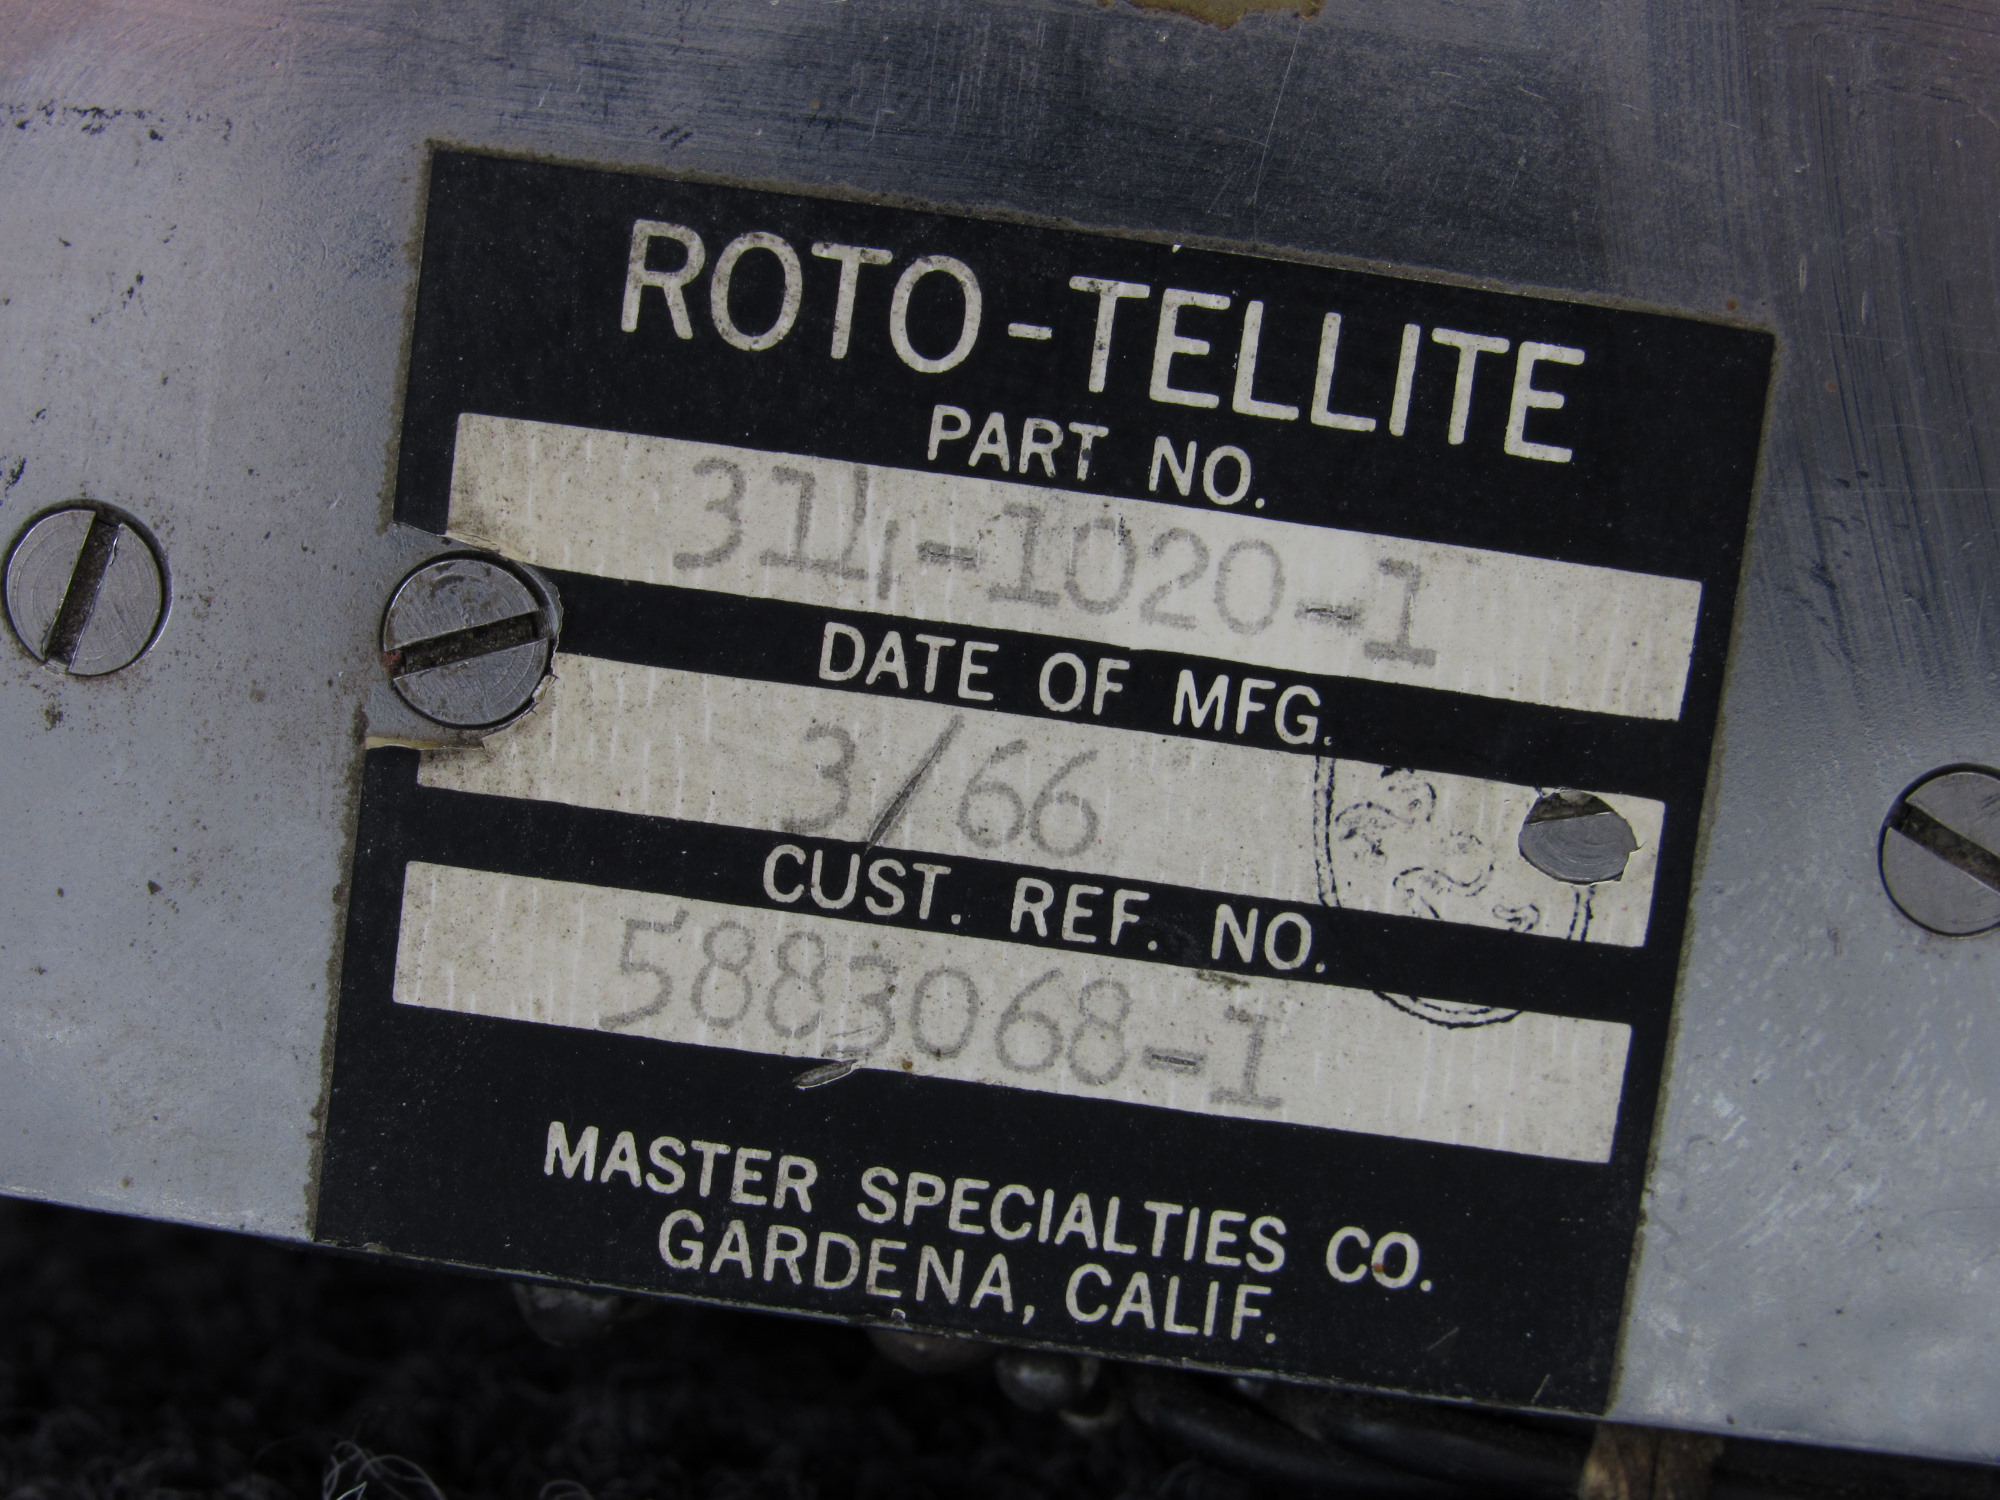 ROTO-TELLITE
PART NO.
314-1020-1
DATE OF MFG.
3/66
CUST. REF. NO.
5883068-1
MASTER SPECIALTIES CO.
GARDENA, CALIF.